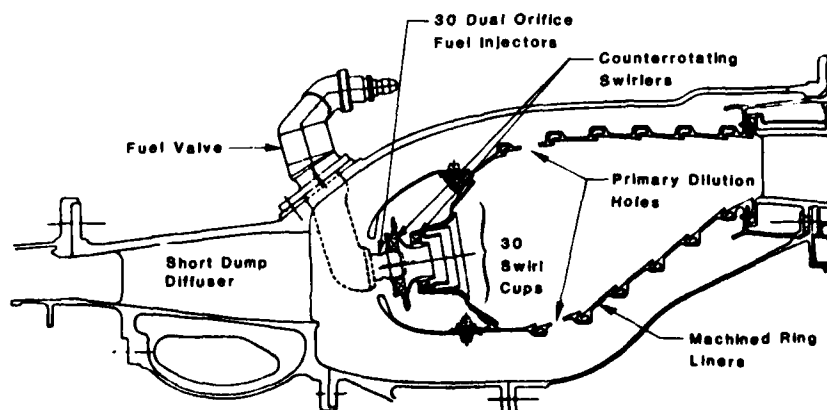 30 Dual Orifice
Fuel Injectors
Counterrotating
Swirlers
Fuel Valve
Primary Dilution
Holes
Short Dump
Diffuser
30
Swirl
Cups
Machined Ring
Liners